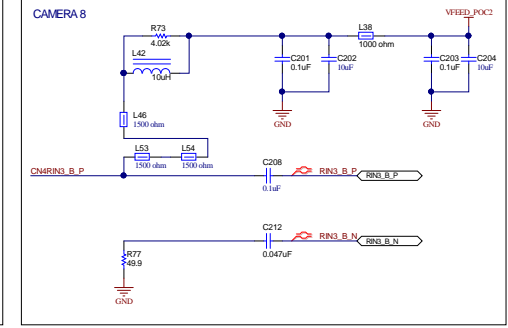 CAMERA 8
VFEED_POC2
R73
4.02k
L38
1000 ohm
L42
10uH
C201
0.1uF
C202
10uF
C203
0.1uF
C204
10uF
GND
GND
L46
1500 ohm
L53
1500 ohm
L54
1500 ohm
CN4RIN3_B_P
C208
0.1uF
RIN3_B_P
RIN3_B_P
C212
0.047uF
RIN3_B_N
RIN3_B_N
R77
49.9
GND